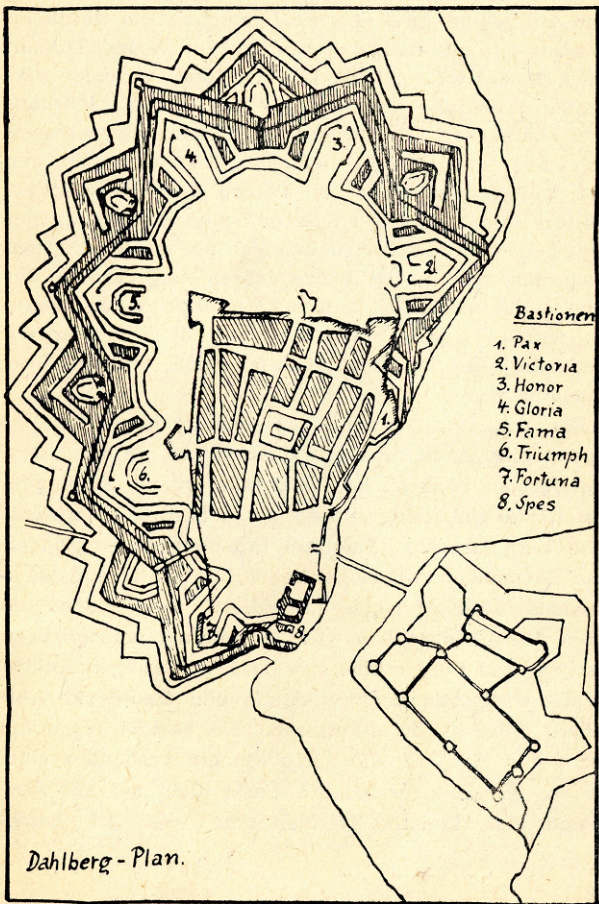 4.
3.
2.
5.
1.
6.
7.
8.
Bastionen
1. Pax
2. Victoria
3. Honor
4. Gloria
5. Fama
6. Triumph
7. Fortuna
8. Spes
Dahlberg - Plan.